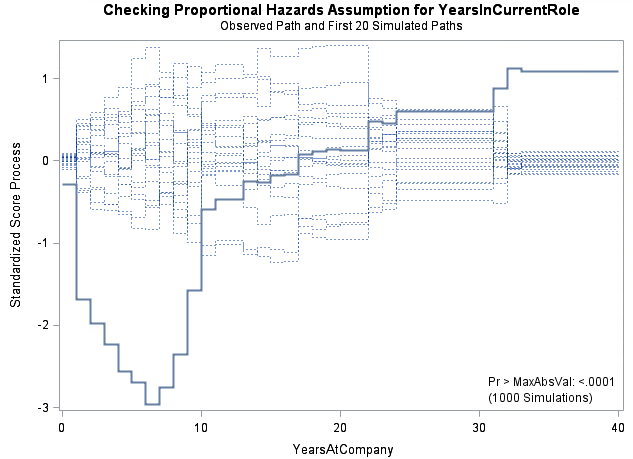 Checking Proportional Hazards Assumption for YearsInCurrentRole
Observed Path and First 20 Simulated Paths
Standardized Score Process
1
0
-1
-2
-3
Pr > MaxAbsVal: <.0001
(1000 Simulations)
0 10 20 30 40
YearsAtCompany